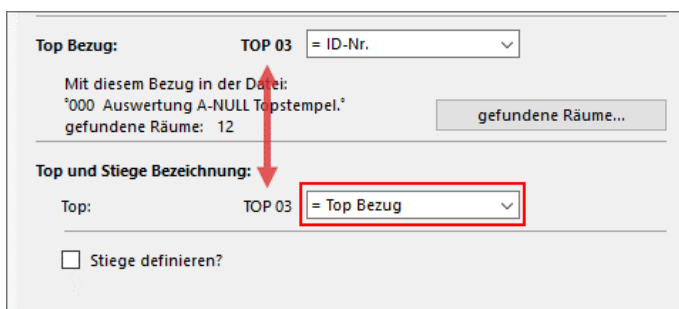 Top Bezug: TOP 03 = ID-Nr.
Mit diesem Bezug in der Datei:
°000 Auswertung A-NULL Topstempel.°
gefundene Räume: 12 gefundene Räume...
Top und Stiege Bezeichnung:
Top: TOP 03 = Top Bezug
Stiege definieren?